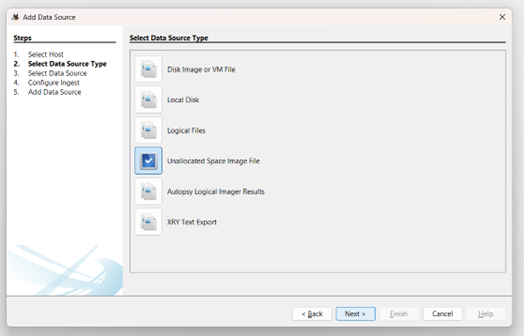 Add Data Source
Steps
1. Select Host
2. Select Data Source Type
3. Select Data Source
4. Configure Ingest
5. Add Data Source
Select Data Source Type
Disk Image or VM File
Local Disk
Logical Files
Unallocated Space Image File
Autopsy Logical Imager Results
XRY Text Export
< Back
Next >
Finish
Cancel
Help